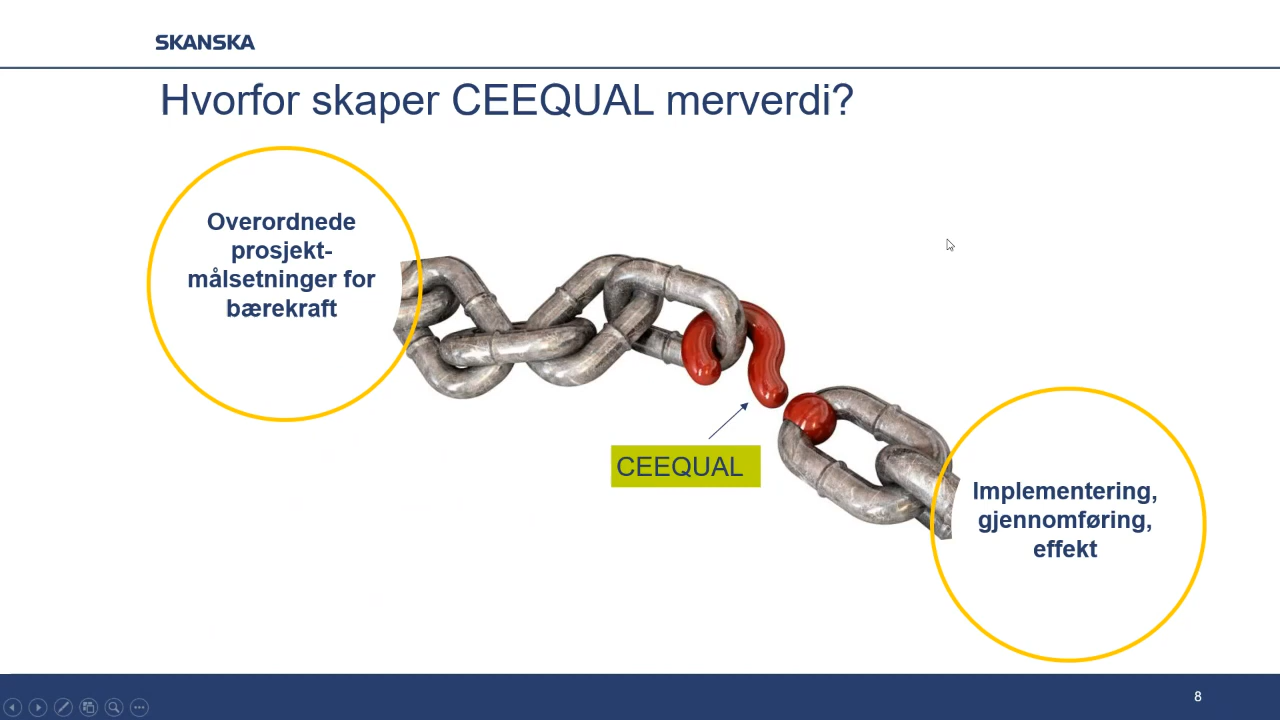 SKANSKA
Hvorfor skaper CEEQUAL merverdi?
Overordnede
prosjekt-
målsetninger for
bærekraft
CEEQUAL
Implementering,
gjennomføring,
effekt
8